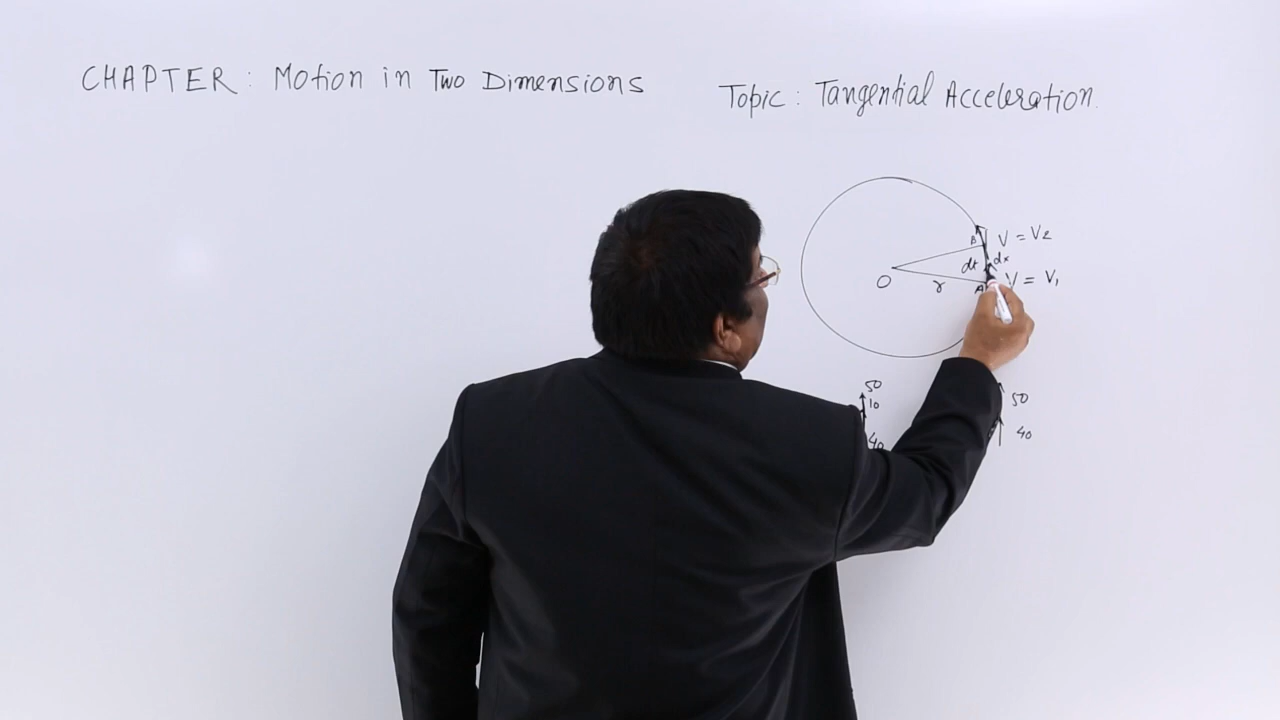 CHAPTER: Motion in Two Dimensions
Topic: Tangential Acceleration.
B V = V2
dt dx
O r A V = V1
50 50
10
40 40